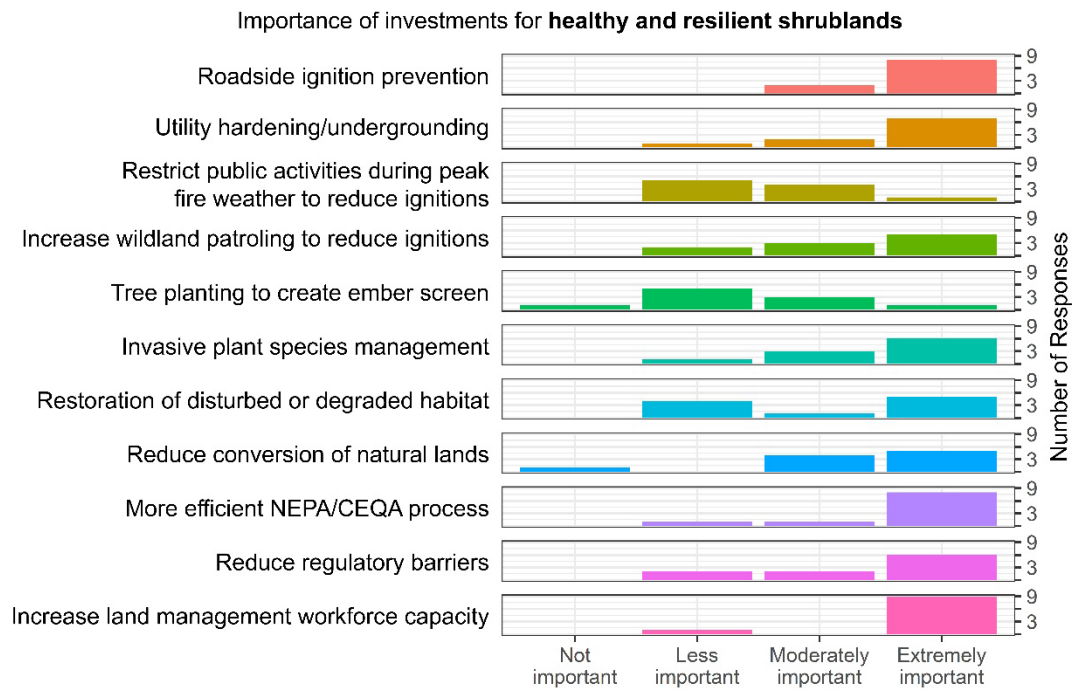 Importance of investments for healthy and resilient shrublands
Roadside ignition prevention
9
3
Utility hardening/undergrounding
9
3
Restrict public activities during peak
fire weather to reduce ignitions
9
3
Increase wildland patroling to reduce ignitions
9
3
Tree planting to create ember screen
9
3
Invasive plant species management
9
3
Restoration of disturbed or degraded habitat
9
3
Reduce conversion of natural lands
9
3
More efficient NEPA/CEQA process
9
3
Reduce regulatory barriers
9
3
Increase land management workforce capacity
9
3
Number of Responses
Not
important
Less
important
Moderately
important
Extremely
important